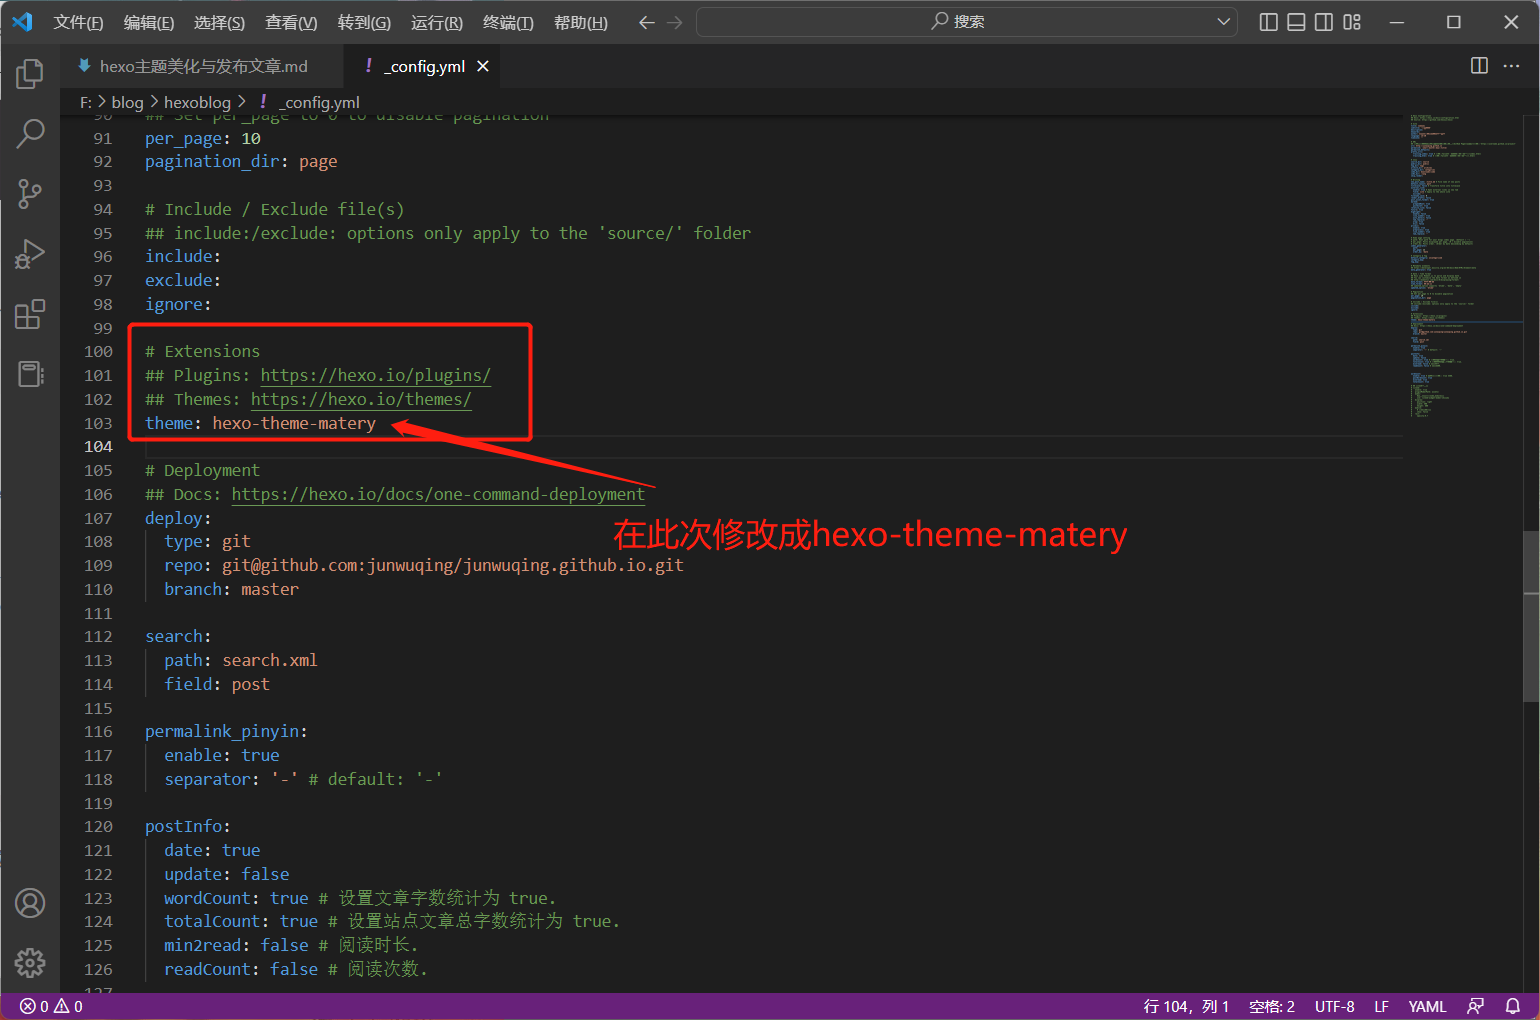 文件(F) 编辑(E) 选择(S) 查看(V) 转到(G) 运行(R) 终端(T) 帮助(H) 搜索
hexo主题美化与发布文章.md ! _config.yml
F: > blog > hexoblog > ! _config.yml
90 ## Set per_page to 0 to disable pagination
91 per_page: 10
92 pagination_dir: page
93
94 # Include / Exclude file(s)
95 ## include:/exclude: options only apply to the 'source/' folder
96 include:
97 exclude:
98 ignore:
99
100 # Extensions
101 ## Plugins: https://hexo.io/plugins/
102 ## Themes: https://hexo.io/themes/
103 theme: hexo-theme-matery
104
105 # Deployment
106 ## Docs: https://hexo.io/docs/one-command-deployment
107 deploy:
在此次修改成hexo-theme-matery
108 type: git
109 repo: git@github.com:junwuqing/junwuqing.github.io.git
110 branch: master
111
112 search:
113 path: search.xml
114 field: post
115
116 permalink_pinyin:
117 enable: true
118 separator: '-' # default: '-'
119
120 postInfo:
121 date: true
122 update: false
123 wordCount: true # 设置文章字数统计为 true.
124 totalCount: true # 设置站点文章总字数统计为 true.
125 min2read: false # 阅读时长.
126 readCount: false # 阅读次数.
127
0 0 行 104，列 1 空格: 2 UTF-8 LF YAML